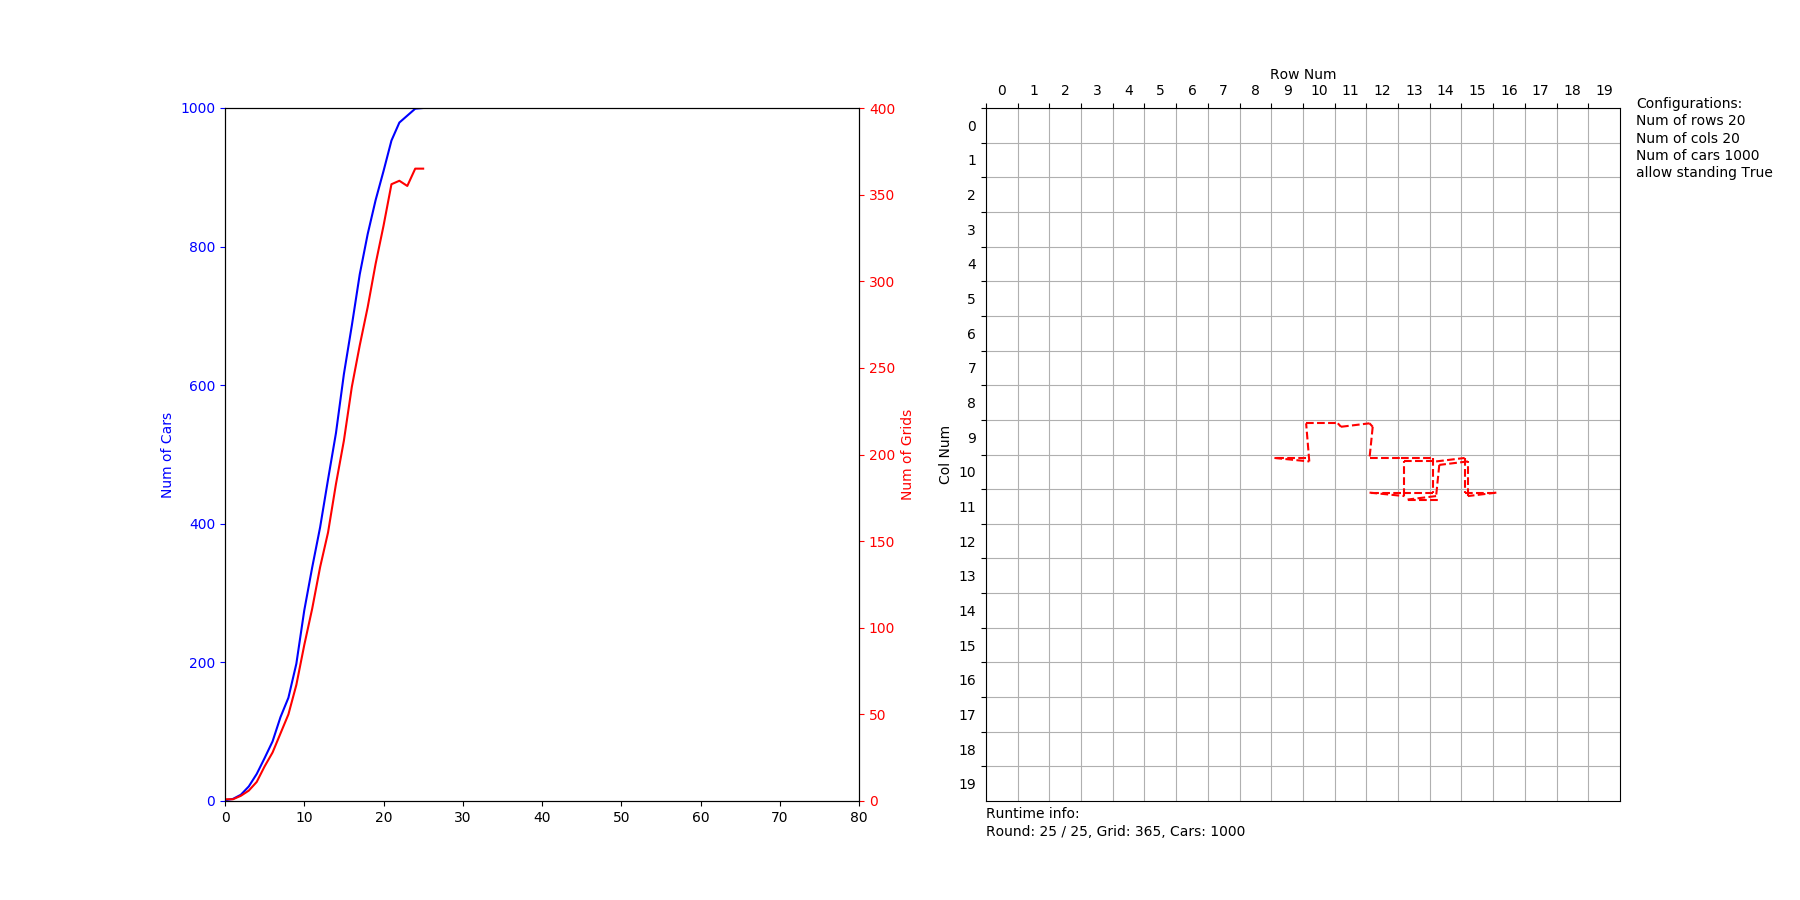 Row Num
0 1 2 3 4 5 6 7 8 9 10 11 12 13 14 15 16 17 18 19
Configurations:
Num of rows 20
Num of cols 20
Num of cars 1000
allow standing True
1000
800
600
400
200
0
Num of Cars
0 10 20 30 40 50 60 70 80
400
350
300
250
200
150
100
50
0
Num of Grids
Col Num
0
1
2
3
4
5
6
7
8
9
10
11
12
13
14
15
16
17
18
19
Runtime info:
Round: 25 / 25, Grid: 365, Cars: 1000